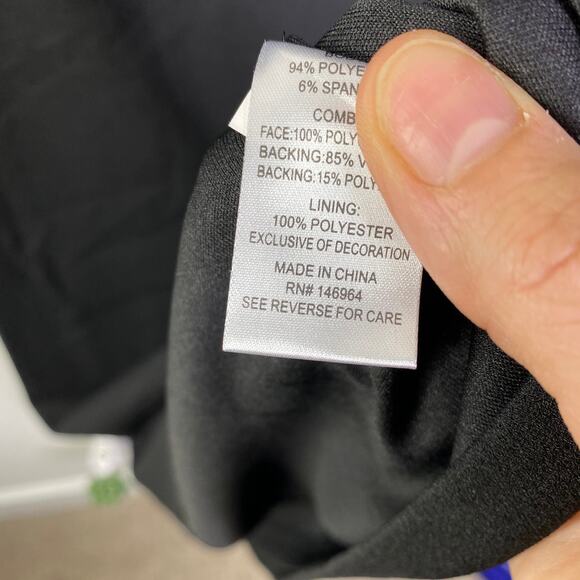 94% POLYE
6% SPAN
COMB
FACE:100% POLY
BACKING:85% V
BACKING:15% POLY
LINING:
100% POLYESTER
EXCLUSIVE OF DECORATION
MADE IN CHINA
RN# 146964
SEE REVERSE FOR CARE